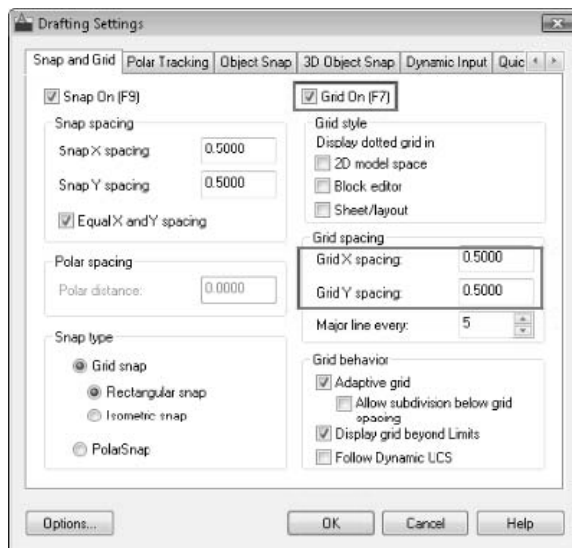 Drafting Settings
Snap and Grid Polar Tracking Object Snap 3D Object Snap Dynamic Input Quic
Snap On (F9)
Snap spacing
Snap X spacing 0.5000
Snap Y spacing 0.5000
Equal X and Y spacing
Polar spacing
Polar distance: 0.0000
Snap type
Grid snap
Rectangular snap
Isometric snap
PolarSnap
Grid On (F7)
Grid style
Display dotted grid in
2D model space
Block editor
Sheet/layout
Grid spacing
Grid X spacing: 0.5000
Grid Y spacing: 0.5000
Major line every: 5
Grid behavior
Adaptive grid
Allow subdivision below grid
spacing
Display grid beyond Limits
Follow Dynamic UCS
Options... OK Cancel Help